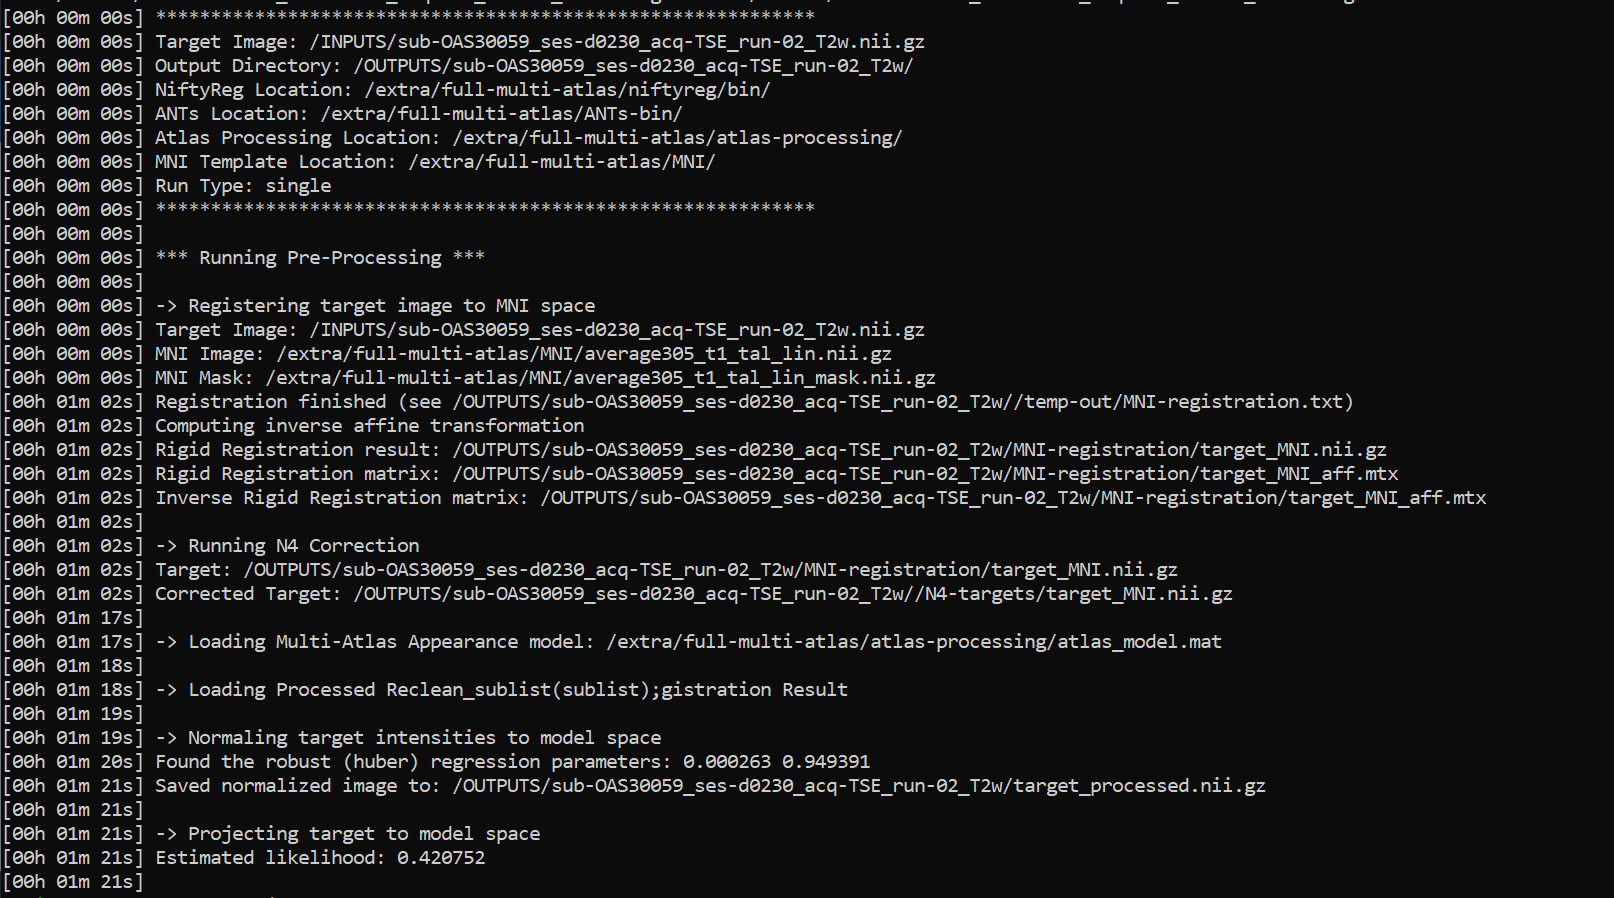 [00h 00m 00s] ************************************************************
[00h 00m 00s] Target Image: /INPUTS/sub-OAS30059_ses-d0230_acq-TSE_run-02_T2w.nii.gz
[00h 00m 00s] Output Directory: /OUTPUTS/sub-OAS30059_ses-d0230_acq-TSE_run-02_T2w/
[00h 00m 00s] NiftyReg Location: /extra/full-multi-atlas/niftyreg/bin/
[00h 00m 00s] ANTs Location: /extra/full-multi-atlas/ANTs-bin/
[00h 00m 00s] Atlas Processing Location: /extra/full-multi-atlas/atlas-processing/
[00h 00m 00s] MNI Template Location: /extra/full-multi-atlas/MNI/
[00h 00m 00s] Run Type: single
[00h 00m 00s] ************************************************************
[00h 00m 00s]
[00h 00m 00s] *** Running Pre-Processing ***
[00h 00m 00s]
[00h 00m 00s] -> Registering target image to MNI space
[00h 00m 00s] Target Image: /INPUTS/sub-OAS30059_ses-d0230_acq-TSE_run-02_T2w.nii.gz
[00h 00m 00s] MNI Image: /extra/full-multi-atlas/MNI/average305_t1_tal_lin.nii.gz
[00h 00m 00s] MNI Mask: /extra/full-multi-atlas/MNI/average305_t1_tal_lin_mask.nii.gz
[00h 01m 02s] Registration finished (see /OUTPUTS/sub-OAS30059_ses-d0230_acq-TSE_run-02_T2w//temp-out/MNI-registration.txt)
[00h 01m 02s] Computing inverse affine transformation
[00h 01m 02s] Rigid Registration result: /OUTPUTS/sub-OAS30059_ses-d0230_acq-TSE_run-02_T2w/MNI-registration/target_MNI.nii.gz
[00h 01m 02s] Rigid Registration matrix: /OUTPUTS/sub-OAS30059_ses-d0230_acq-TSE_run-02_T2w/MNI-registration/target_MNI_aff.mtx
[00h 01m 02s] Inverse Rigid Registration matrix: /OUTPUTS/sub-OAS30059_ses-d0230_acq-TSE_run-02_T2w/MNI-registration/target_MNI_aff.mtx
[00h 01m 02s]
[00h 01m 02s] -> Running N4 Correction
[00h 01m 02s] Target: /OUTPUTS/sub-OAS30059_ses-d0230_acq-TSE_run-02_T2w/MNI-registration/target_MNI.nii.gz
[00h 01m 02s] Corrected Target: /OUTPUTS/sub-OAS30059_ses-d0230_acq-TSE_run-02_T2w//N4-targets/target_MNI.nii.gz
[00h 01m 17s]
[00h 01m 17s] -> Loading Multi-Atlas Appearance model: /extra/full-multi-atlas/atlas-processing/atlas_model.mat
[00h 01m 18s]
[00h 01m 18s] -> Loading Processed Reclean_sublist(sublist);gistration Result
[00h 01m 19s]
[00h 01m 19s] -> Normaling target intensities to model space
[00h 01m 20s] Found the robust (huber) regression parameters: 0.000263 0.949391
[00h 01m 21s] Saved normalized image to: /OUTPUTS/sub-OAS30059_ses-d0230_acq-TSE_run-02_T2w/target_processed.nii.gz
[00h 01m 21s]
[00h 01m 21s] -> Projecting target to model space
[00h 01m 21s] Estimated likelihood: 0.420752
[00h 01m 21s]